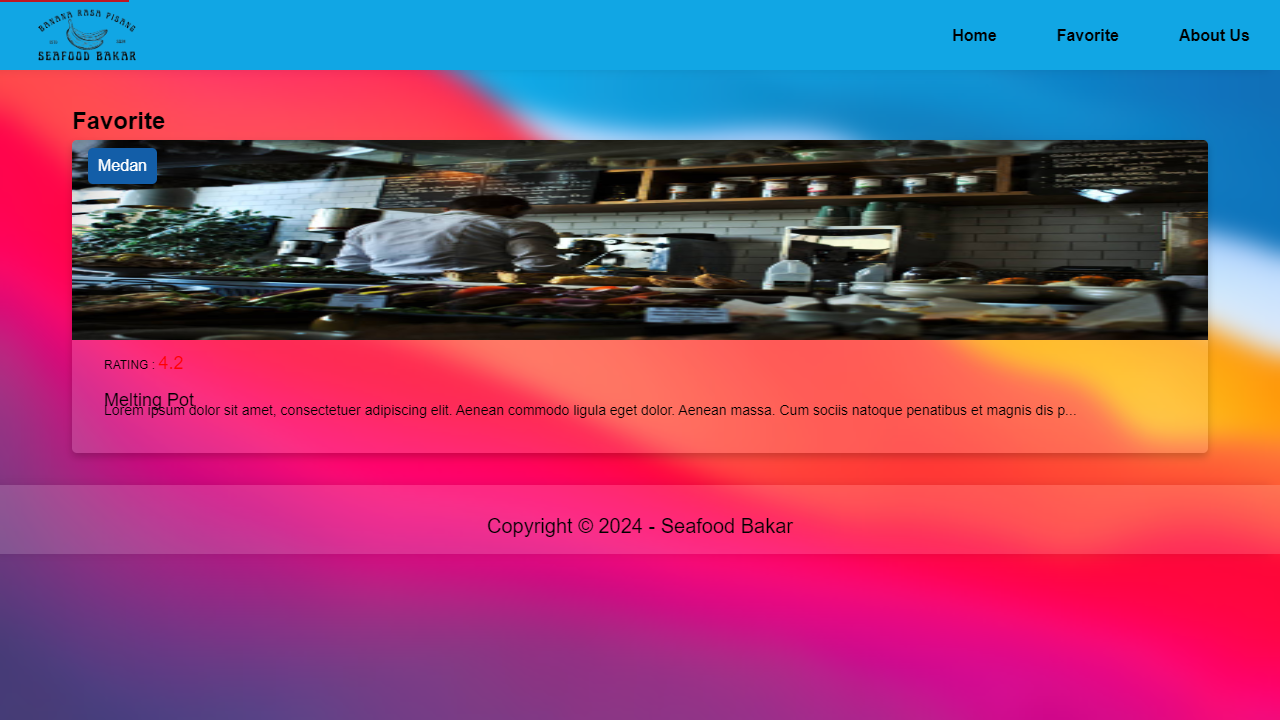 BANANA RASA PISANG
SEAFOOD BAKAR
Home
Favorite
About Us
Favorite
Medan
RATING : 4.2
Melting Pot
Lorem ipsum dolor sit amet, consectetuer adipiscing elit. Aenean commodo ligula eget dolor. Aenean massa. Cum sociis natoque penatibus et magnis dis p...
Copyright © 2024 - Seafood Bakar